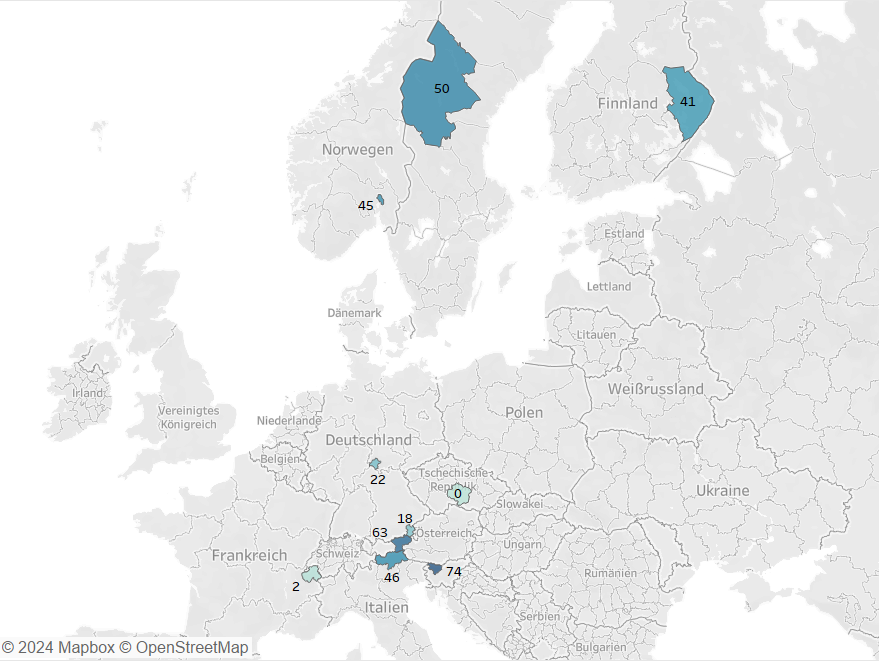 50
Finnland
41
Norwegen
45
Estland
Lettland
Dänemark
Litauen
Weißrussland
Irland
Vereinigtes
Königreich
Niederlande
Polen
Deutschland
Belgien
22
Tschechische
Republik
0
Ukraine
Slowakei
18
63
Österreich
Ungarn
Frankreich
Schweiz
74
46
Rumänien
2
Italien
Serbien
Bulgarien
© 2024 Mapbox © OpenStreetMap